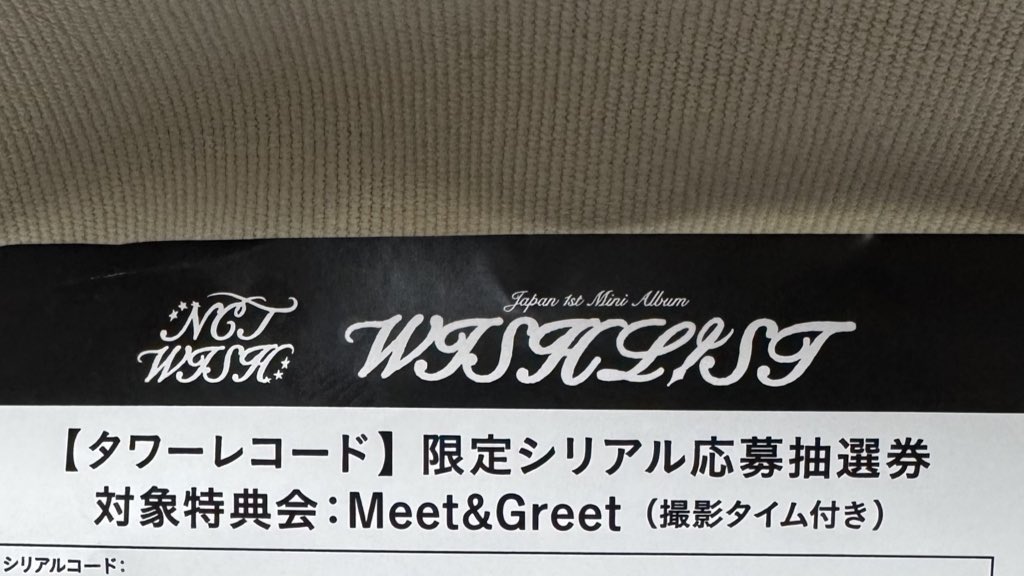 NCT
WISH
Japan 1st Mini Album
WISHLIST
【タワーレコード】限定シリアル応募抽選券
対象特典会：Meet&Greet（撮影タイム付き）
シリアルコード：